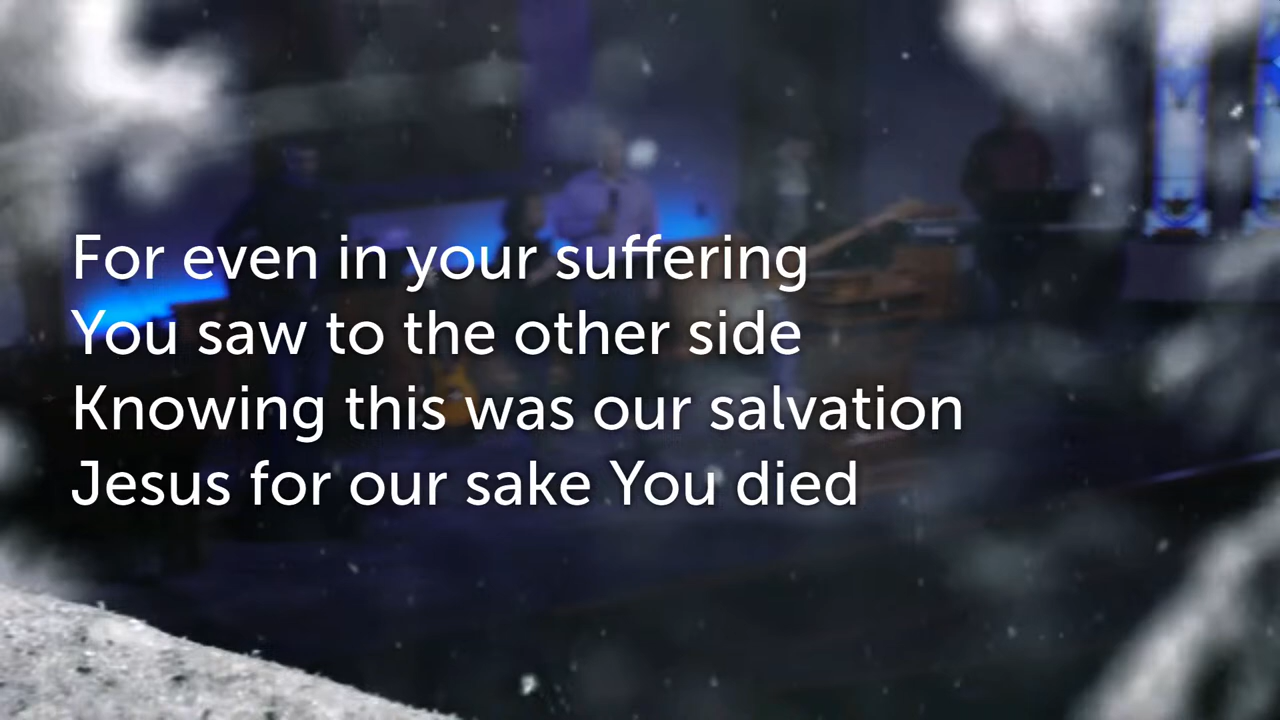 For even in your suffering
You saw to the other side
Knowing this was our salvation
Jesus for our sake You died